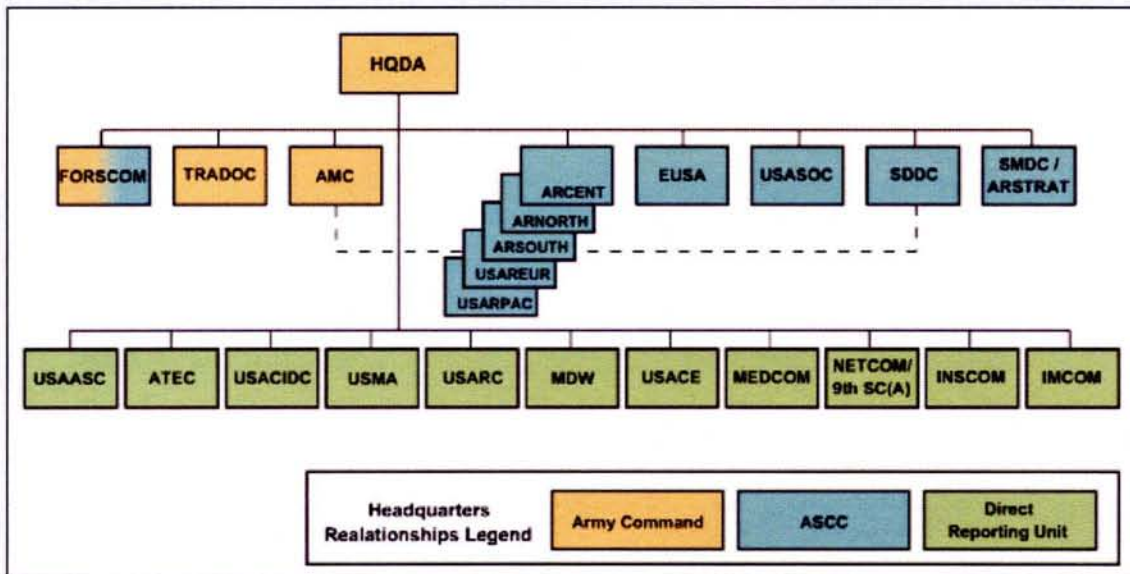 HQDA
FORSCOM
TRADOC
AMC
ARCENT
ARNORTH
ARSOUTH
USAREUR
USARPAC
EUSA
USASOC
SDDC
SMDC /
ARSTRAT
USAASC
ATEC
USACIDC
USMA
USARC
MDW
USACE
MEDCOM
NETCOM/
9th SC(A)
INSCOM
IMCOM
Headquarters
Realationships Legend
Army Command
ASCC
Direct
Reporting Unit